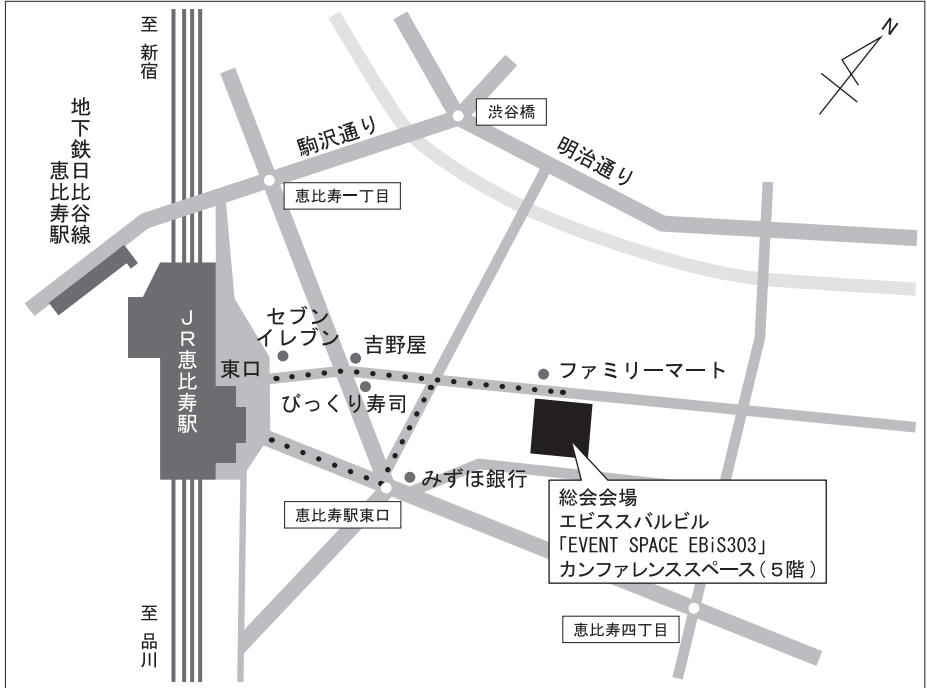 至 新宿
N
地下鉄日比谷線
恵比寿駅
渋谷橋
駒沢通り
明治通り
恵比寿一丁目
セブン
イレブン
吉野屋
JR恵比寿駅
東口
ファミリーマート
びっくり寿司
みずほ銀行
総会会場
エビススバルビル
「EVENT SPACE EBiS303」
カンファレンススペース(5階)
恵比寿駅東口
至 品川
恵比寿四丁目